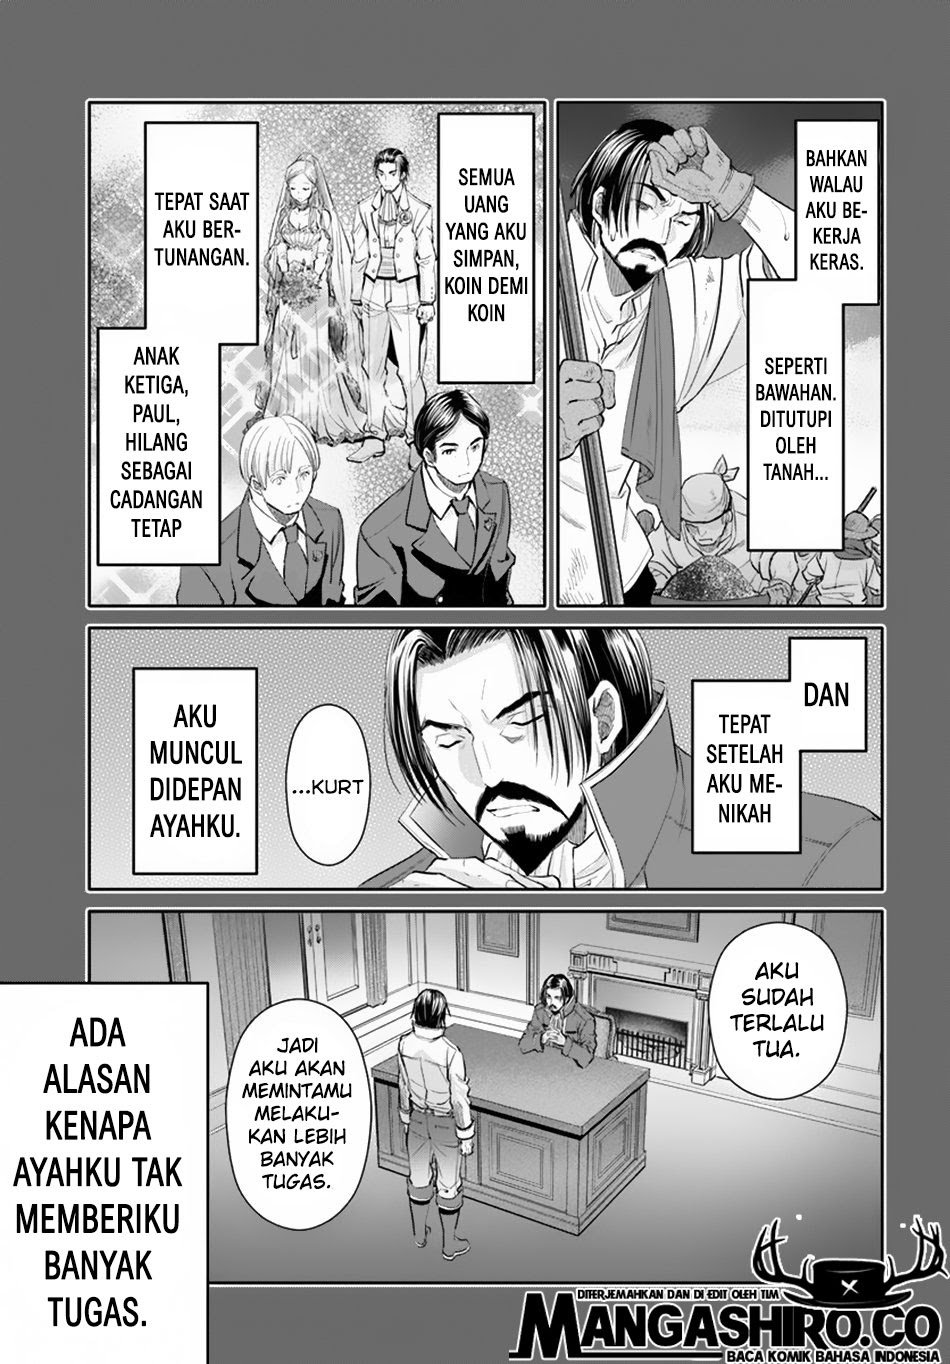 BAHKAN
WALAU
AKU BE-
KERJA
KERAS.
SEPERTI
BAWAHAN.
DITUTUPI
OLEH
TANAH...
SEMUA
UANG
YANG AKU
SIMPAN,
KOIN DEMI
KOIN
TEPAT SAAT
AKU BER-
TUNANGAN.
ANAK
KETIGA,
PAUL,
HILANG
SEBAGAI
CADANGAN
TETAP
DAN
TEPAT
SETELAH
AKU ME-
NIKAH
...KURT
AKU
MUNCUL
DIDEPAN
AYAHKU.
AKU
SUDAH
TERLALU
TUA.
JADI
AKU AKAN
MEMINTAMU
MELAKU-
KAN LEBIH
BANYAK
TUGAS.
ADA
ALASAN
KENAPA
AYAHKU TAK
MEMBERIKU
BANYAK
TUGAS.
DITERJEMAHKAN DAN DI EDIT OLEH TIM
MANGASHIRO.CO
BACA KOMIK BAHASA INDONESIA